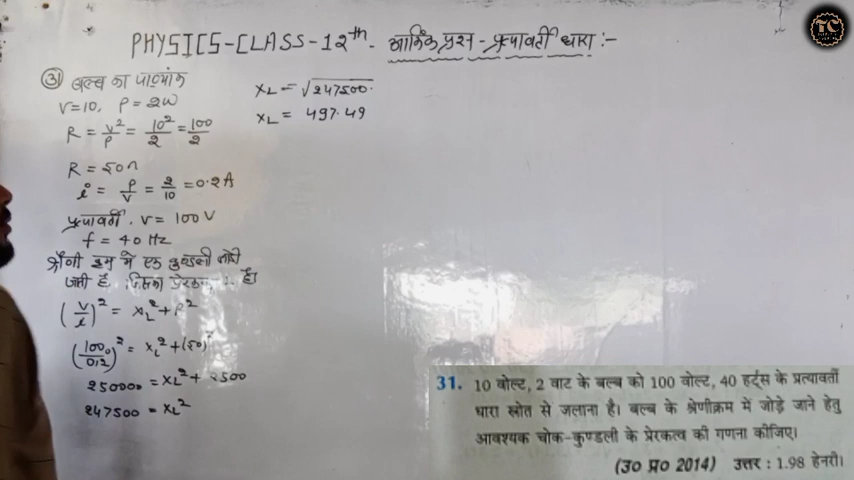 PHYSICS-CLASS-12th. आंकिक प्रश्न - प्रत्यावर्ती धारा :-
31 बल्ब का पाठ्यांक
V=10, P = 2W
R = V²/P = 10²/2 = 100/2
R = 50Ω
i = P/V = 2/10 = 0.2A
प्रत्यावर्ती. V = 100V
f = 40 Hz
श्रेणी क्रम में एक कुण्डली जोड़ी
जाती है, जिसका L है।
(V/i)² = XL² + R²
(100/0.2)² = XL² + (50)²
250000 = XL² + 2500
247500 = XL²
XL = √247500.
XL = 497.49
31. 10 वोल्ट, 2 वाट के बल्ब को 100 वोल्ट, 40 हर्ट्स के प्रत्यावर्ती
धारा स्रोत से जलाना है। बल्ब के श्रेणीक्रम में जोड़े जाने हेतु
आवश्यक चोक-कुण्डली के प्रेरकत्व की गणना कीजिए।
(उ० प्र० 2014) उत्तर : 1.98 हेनरी।
TC